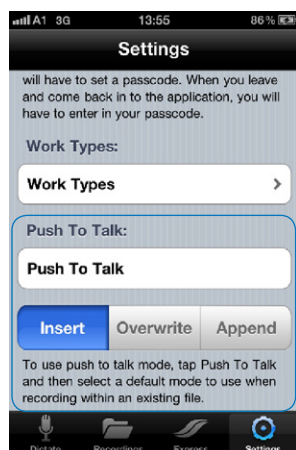 A1 3G 13:55 86%
Settings
will have to set a passcode. When you leave
and come back in to the application, you will
have to enter in your passcode.
Work Types:
Work Types
Push To Talk:
Push To Talk
Insert Overwrite Append
To use push to talk mode, tap Push To Talk
and then select a default mode to use when
recording within an existing file.
Dictate Recordings Express Settings